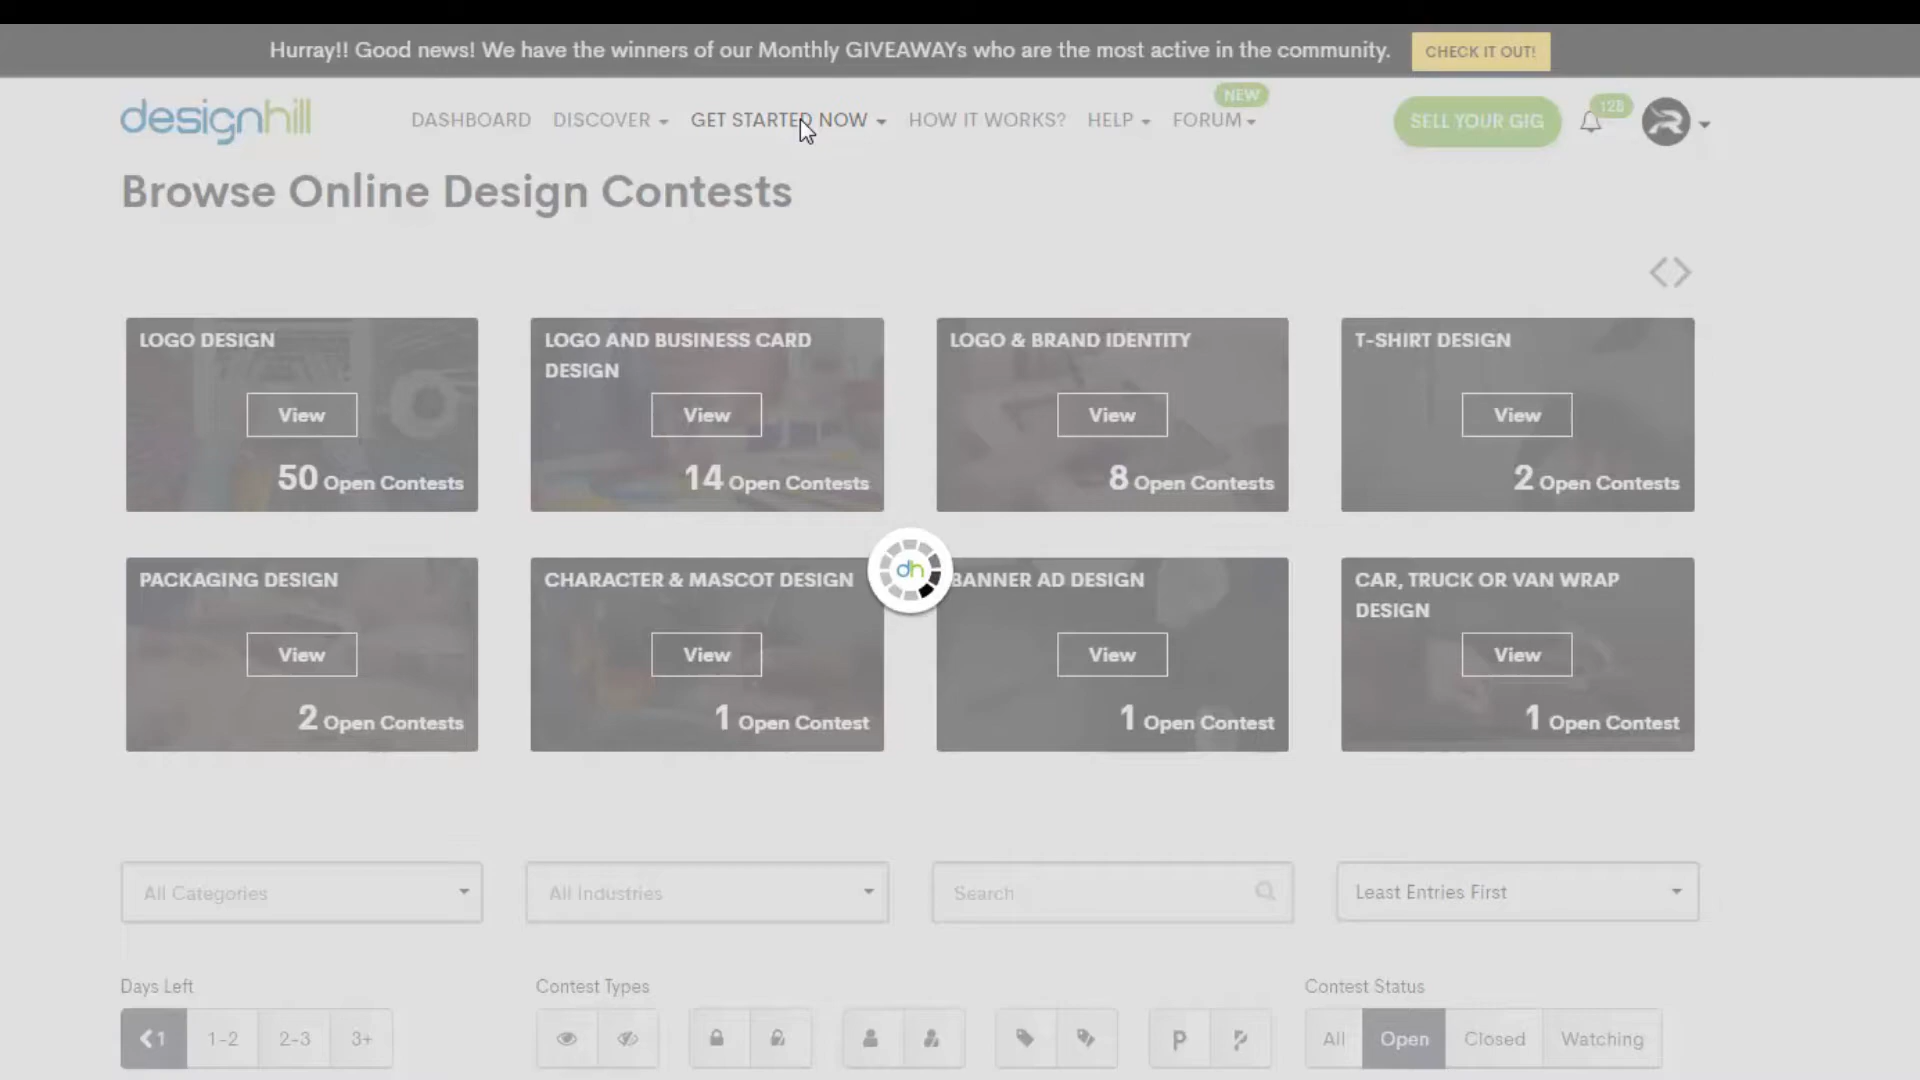 Hurray!! Good news! We have the winners of our Monthly GIVEAWAYs who are the most active in the community.
CHECK IT OUT!
designhill
DASHBOARD
DISCOVER
GET STARTED NOW
HOW IT WORKS?
HELP
NEW
FORUM
SELL YOUR GIG
128
Browse Online Design Contests
LOGO DESIGN
View
50 Open Contests
LOGO AND BUSINESS CARD
DESIGN
View
14 Open Contests
LOGO & BRAND IDENTITY
View
8 Open Contests
T-SHIRT DESIGN
View
2 Open Contests
PACKAGING DESIGN
View
2 Open Contests
CHARACTER & MASCOT DESIGN
View
1 Open Contest
dh
BANNER AD DESIGN
View
1 Open Contest
CAR, TRUCK OR VAN WRAP
DESIGN
View
1 Open Contest
All Categories
All Industries
Search
Least Entries First
Days Left
<1
1-2
2-3
3+
Contest Types
P
Contest Status
All
Open
Closed
Watching